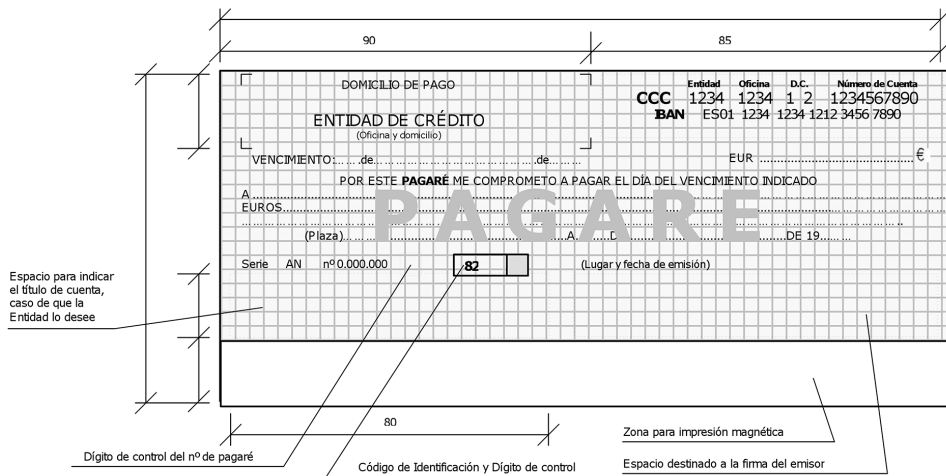 90 85
DOMICILIO DE PAGO
Entidad Oficina D.C. Número de Cuenta
CCC 1234 1234 1 2 1234567890
IBAN ES01 1234 1234 1212 3456 7890
ENTIDAD DE CRÉDITO
(Oficina y domicilio)
VENCIMIENTO:........de..............................................de............
EUR ................................................ €
POR ESTE PAGARÉ ME COMPROMETO A PAGAR EL DÍA DEL VENCIMIENTO INDICADO
PAGARE
A
EUROS
(Plaza)..........A........D..........DE 19........
Serie AN nº 0.000.000 82 (Lugar y fecha de emisión)
Espacio para indicar
el título de cuenta,
caso de que la
Entidad lo desee
80
Zona para impresión magnética
Dígito de control del nº de pagaré
Código de Identificación y Dígito de control
Espacio destinado a la firma del emisor